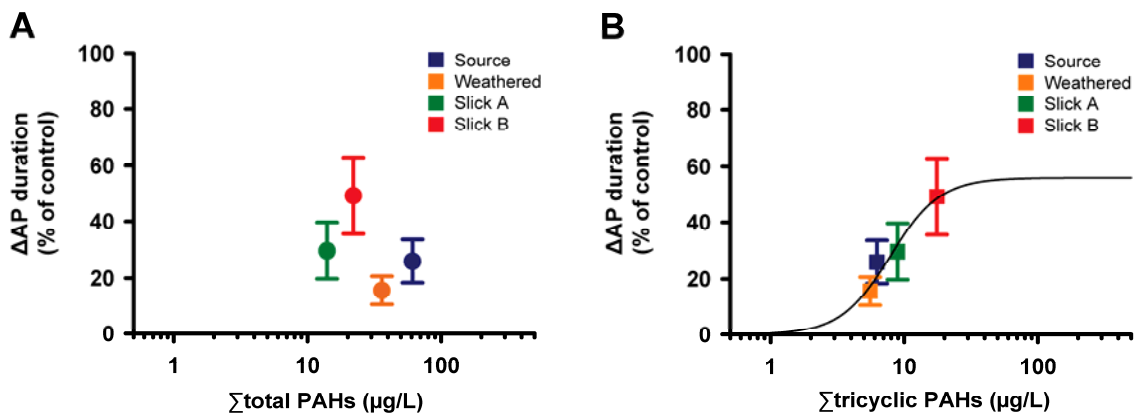 A
ΔAP duration
(% of control)
100
80
60
40
20
0
1
10
100
∑total PAHs (µg/L)
Source
Weathered
Slick A
Slick B
B
ΔAP duration
(% of control)
100
80
60
40
20
0
1
10
100
∑tricyclic PAHs (µg/L)
Source
Weathered
Slick A
Slick B